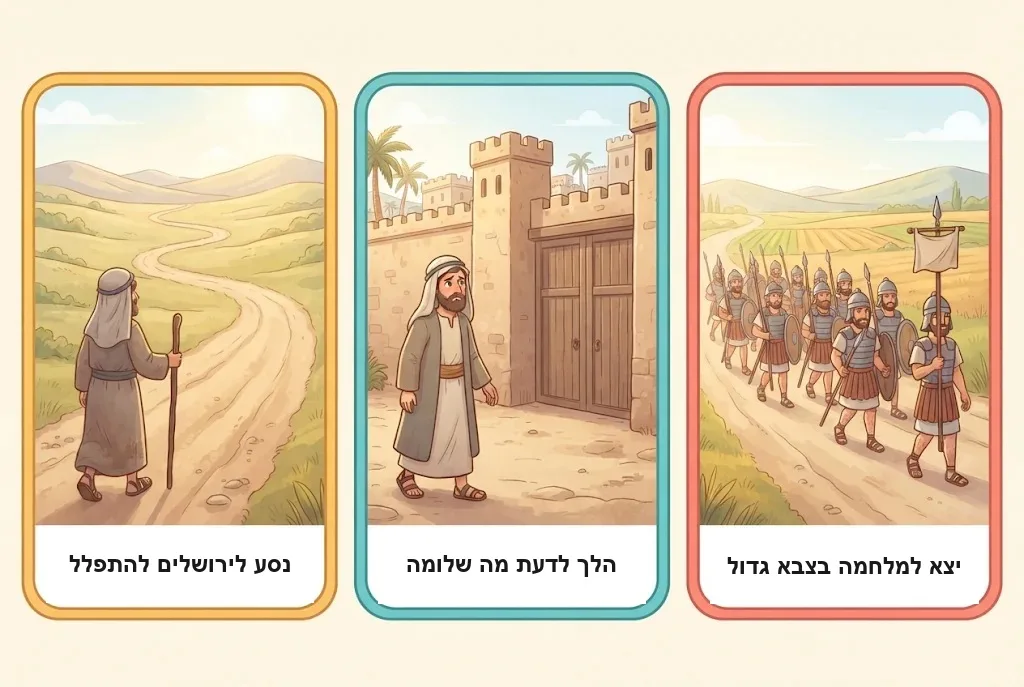 יצא למלחמה בצבא גדול
הלך לדעת מה שלומה
נסע לירושלים להתפלל